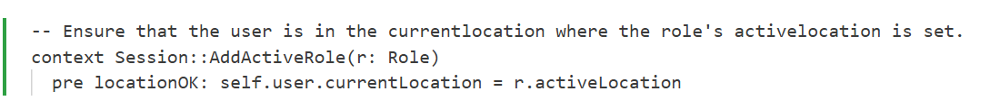 -- Ensure that the user is in the currentlocation where the role's activelocation is set.
context Session::AddActiveRole(r: Role)
pre locationOK: self.user.currentLocation = r.activeLocation